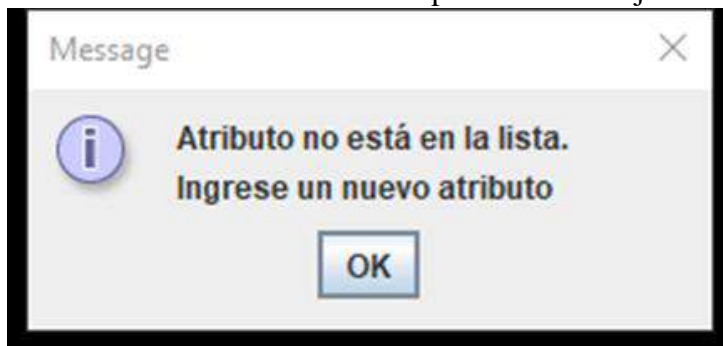 Message
Atributo no está en la lista.
Ingrese un nuevo atributo
OK